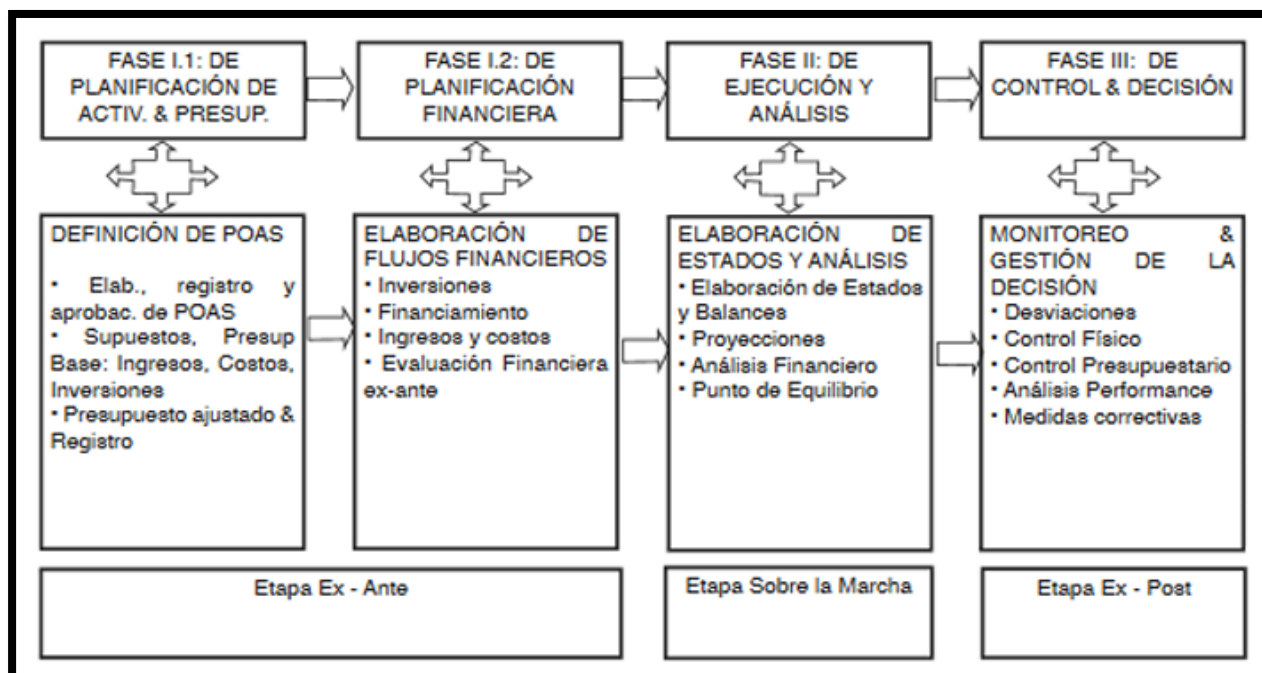 FASE I.1: DE
PLANIFICACIÓN DE
ACTIV. & PRESUP.
FASE I.2: DE
PLANIFICACIÓN
FINANCIERA
FASE II: DE
EJECUCIÓN Y
ANÁLISIS
FASE III: DE
CONTROL & DECISIÓN
DEFINICIÓN DE POAS
• Elab., registro y
aprobac. de POAS
• Supuestos, Presup
Base: Ingresos, Costos,
Inversiones
• Presupuesto ajustado &
Registro
ELABORACIÓN DE
FLUJOS FINANCIEROS
• Inversiones
• Financiamiento
• Ingresos y costos
• Evaluación Financiera
ex-ante
ELABORACIÓN DE
ESTADOS Y ANÁLISIS
• Elaboración de Estados
y Balances
• Proyecciones
• Análisis Financiero
• Punto de Equilibrio
MONITOREO &
GESTIÓN DE LA
DECISIÓN
• Desviaciones
• Control Físico
• Control Presupuestario
• Análisis Performance
• Medidas correctivas
Etapa Ex - Ante
Etapa Sobre la Marcha
Etapa Ex - Post